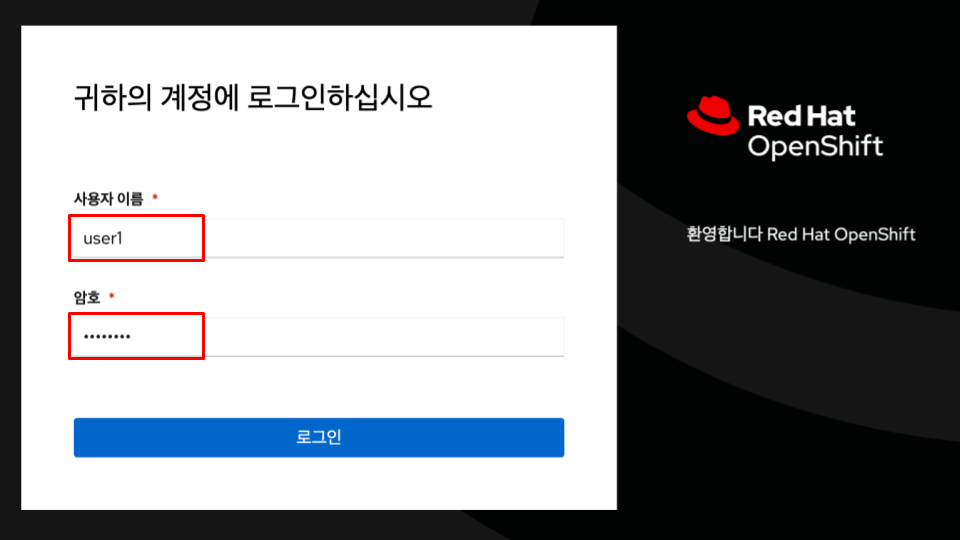 귀하의 계정에 로그인하십시오
사용자 이름 *
user1
암호 *
••••••••
로그인
Red Hat
OpenShift
환영합니다 Red Hat OpenShift